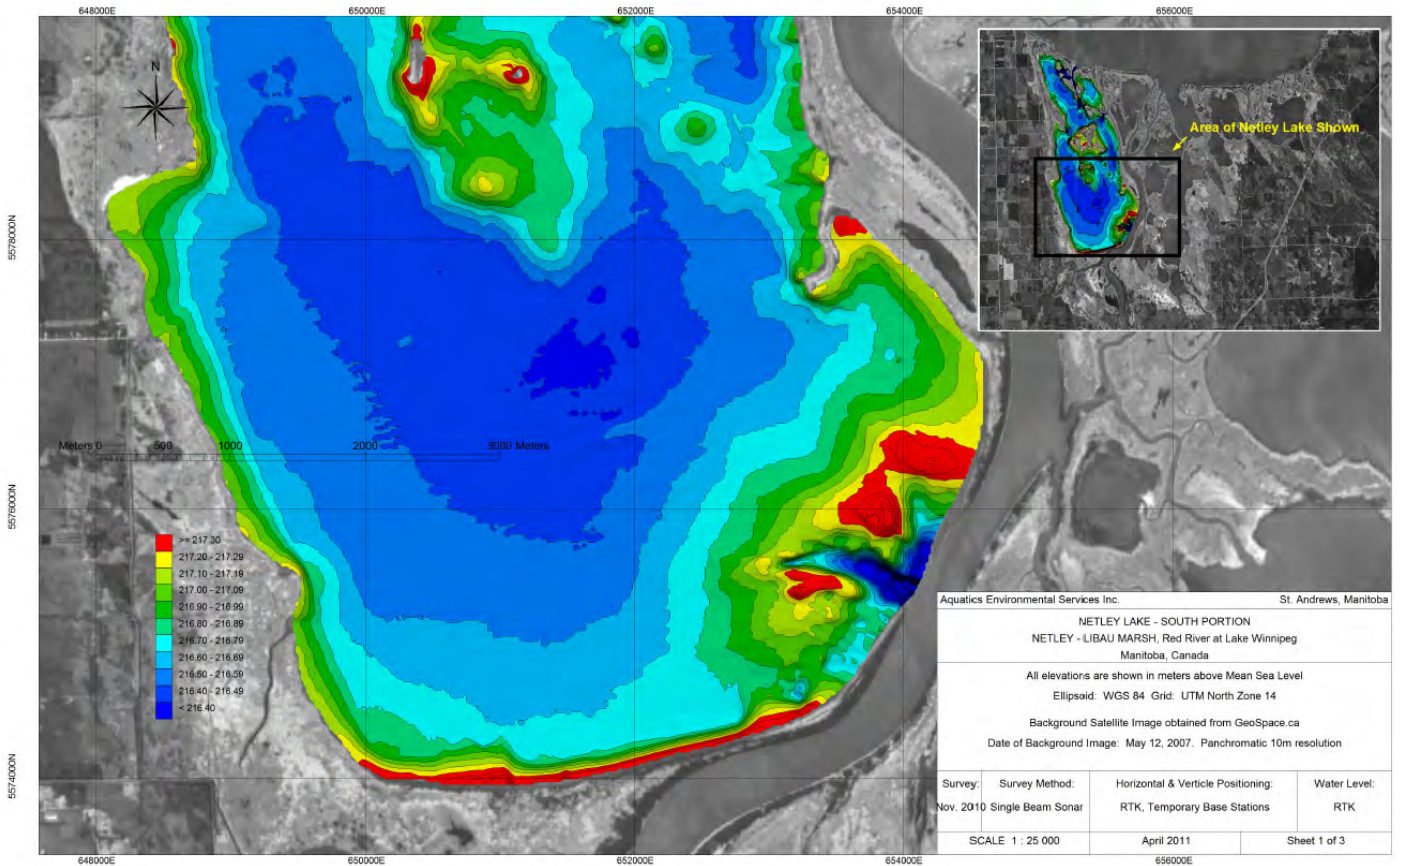 648000E 650000E 652000E 654000E 656000E
N
Area of Netley Lake Shown
5578000N
Meters 0 500 1000 2000 3000 Meters
5576000N
>= 217.30
217.20 - 217.29
217.10 - 217.19
217.00 - 217.09
216.90 - 216.99
216.80 - 216.89
216.70 - 216.79
216.60 - 216.69
216.50 - 216.59
216.40 - 216.49
< 216.40
5574000N
Aquatics Environmental Services Inc. St. Andrews, Manitoba
NETLEY LAKE - SOUTH PORTION
NETLEY - LIBAU MARSH, Red River at Lake Winnipeg
Manitoba, Canada
All elevations are shown in meters above Mean Sea Level
Ellipsoid: WGS 84 Grid: UTM North Zone 14
Background Satellite Image obtained from GeoSpace.ca
Date of Background Image: May 12, 2007. Panchromatic 10m resolution
Survey: Survey Method: Horizontal & Verticle Positioning: Water Level:
Nov. 2010 Single Beam Sonar RTK, Temporary Base Stations RTK
SCALE 1 : 25 000 April 2011 Sheet 1 of 3
648000E 650000E 652000E 654000E 656000E